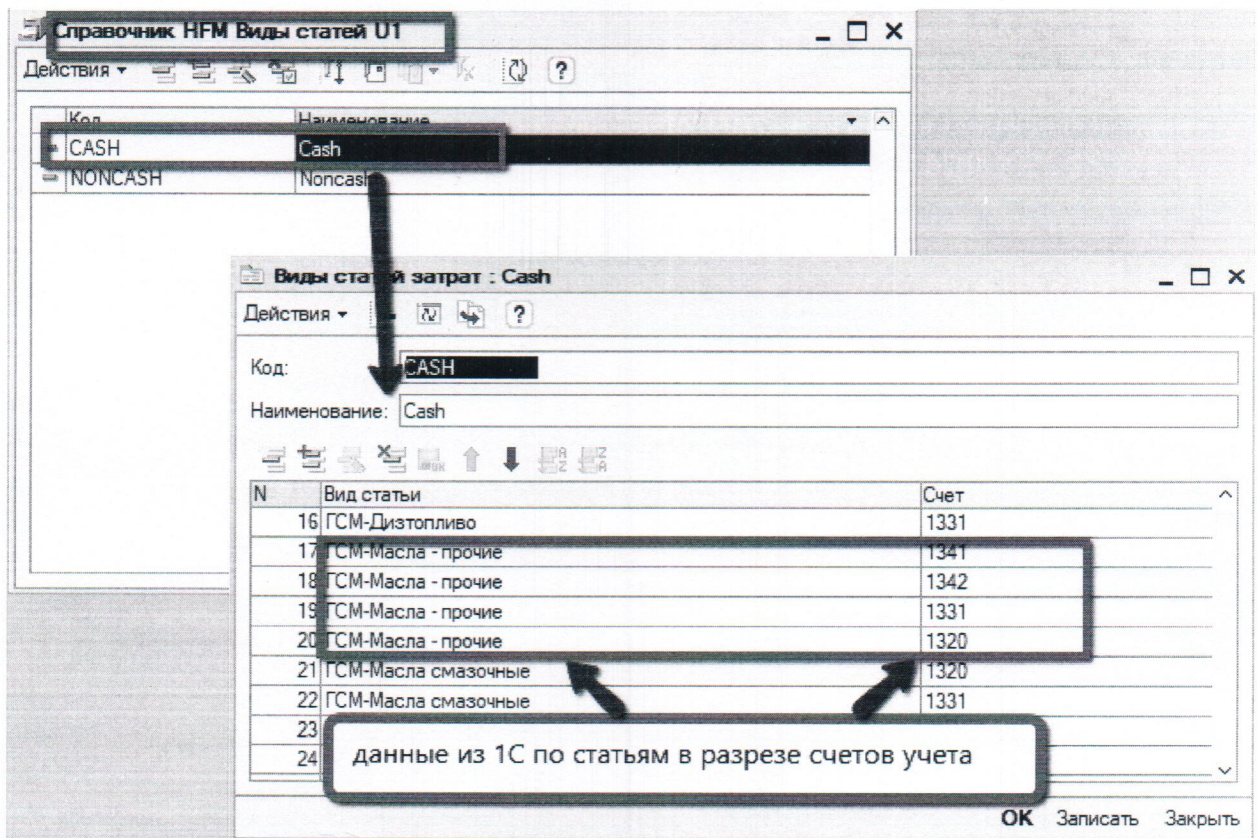 Справочник HFM Виды статей U1
Действия
Код Наименование
CASH Cash
NONCASH Noncash
Виды статей затрат : Cash
Действия
Код: CASH
Наименование: Cash
N Вид статьи Счет
16 ГСМ-Дизтопливо 1331
17 ГСМ-Масла - прочие 1341
18 ГСМ-Масла - прочие 1342
19 ГСМ-Масла - прочие 1331
20 ГСМ-Масла - прочие 1320
21 ГСМ-Масла смазочные 1320
22 ГСМ-Масла смазочные 1331
23
24
данные из 1С по статьям в разрезе счетов учета
OK Записать Закрыть